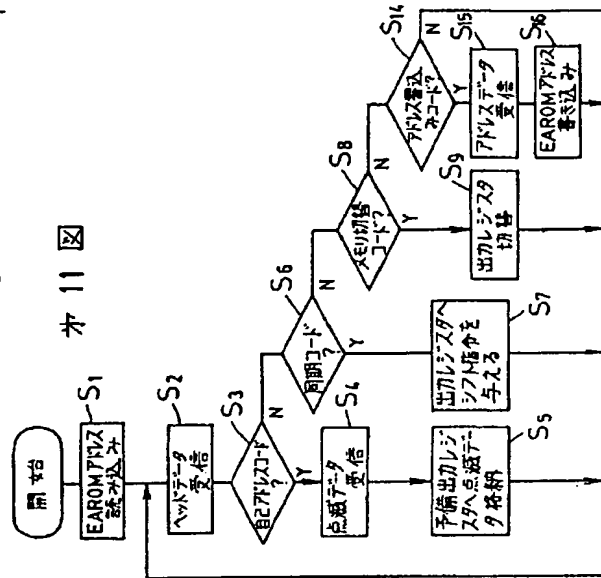 㐧11図
開始
S1
EAROMアドレス
読み込み
S2
ヘッドデータ
受信
S3
自己アドレスコード
?
N
Y
S4
点滅データ
受信
S5
予備出力レジ
スタへ点滅デー
タ格納
S6
同期コード
?
N
Y
S7
出力レジスタへ
シフト指令を
与える
S8
メモリ切替
コード?
N
Y
S9
出力レジスタ
切替
S14
アドレス書込
みコード?
N
Y
S15
アドレスデータ
受信
S16
EAROMアドレス
書き込み